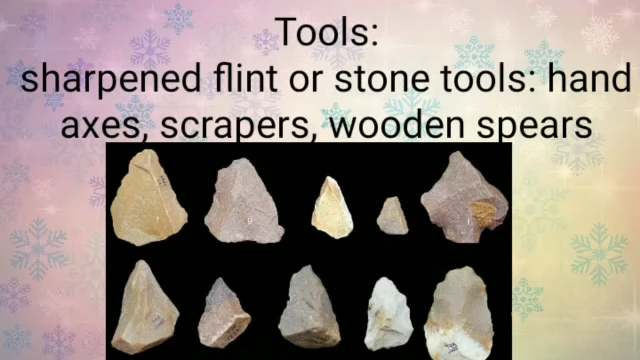 Tools:
sharpened flint or stone tools: hand
axes, scrapers, wooden spears